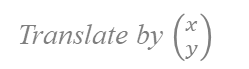 Translate by (x y)